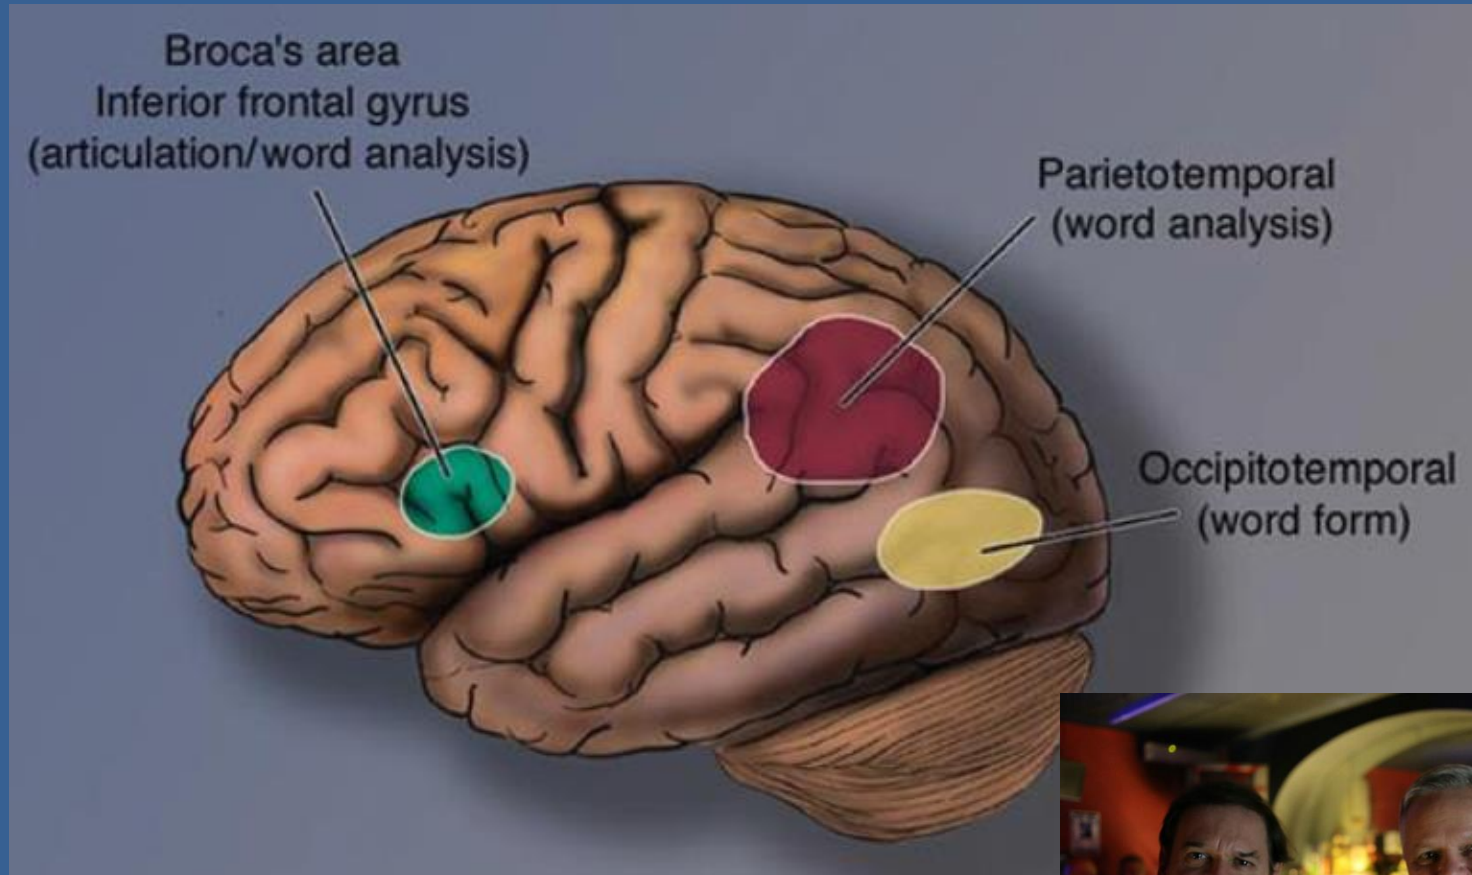 Broca's area
Inferior frontal gyrus
(articulation/word analysis)
Parietotemporal
(word analysis)
Occipitotemporal
(word form)